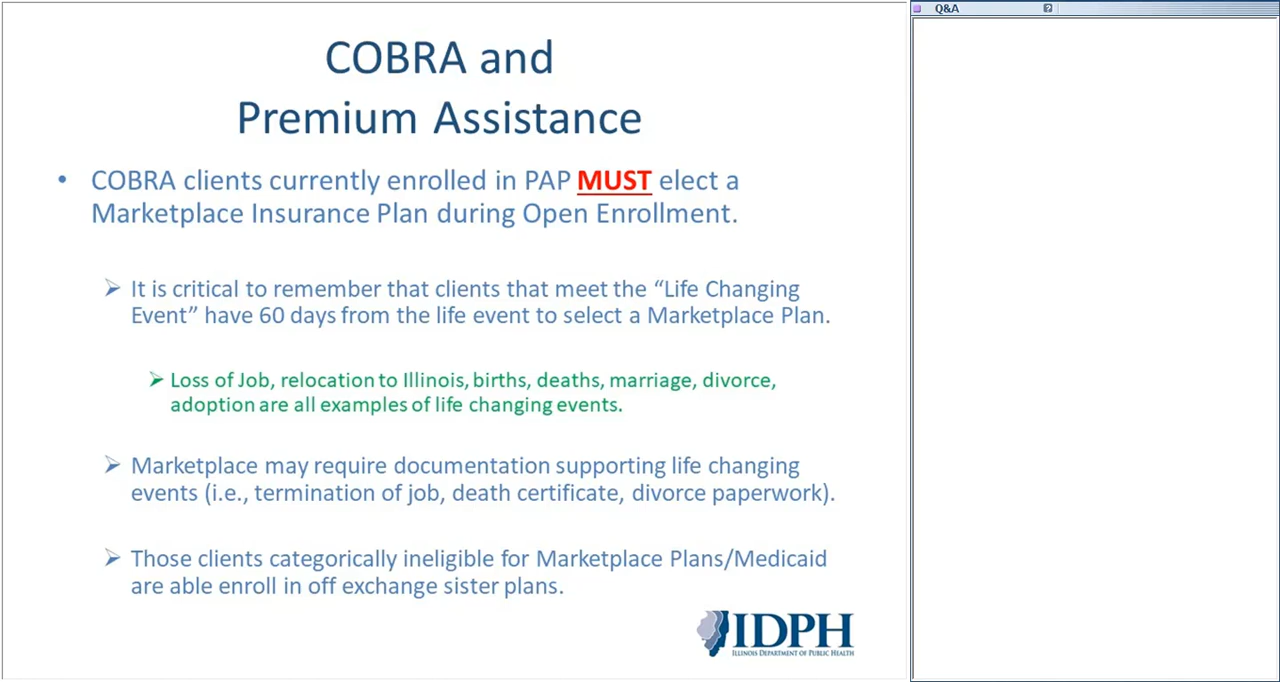 Q&A
COBRA and
Premium Assistance
• COBRA clients currently enrolled in PAP MUST elect a
Marketplace Insurance Plan during Open Enrollment.
➢ It is critical to remember that clients that meet the “Life Changing
Event” have 60 days from the life event to select a Marketplace Plan.
➢ Loss of Job, relocation to Illinois, births, deaths, marriage, divorce,
adoption are all examples of life changing events.
➢ Marketplace may require documentation supporting life changing
events (i.e., termination of job, death certificate, divorce paperwork).
➢ Those clients categorically ineligible for Marketplace Plans/Medicaid
are able enroll in off exchange sister plans.
IDPH
ILLINOIS DEPARTMENT OF PUBLIC HEALTH